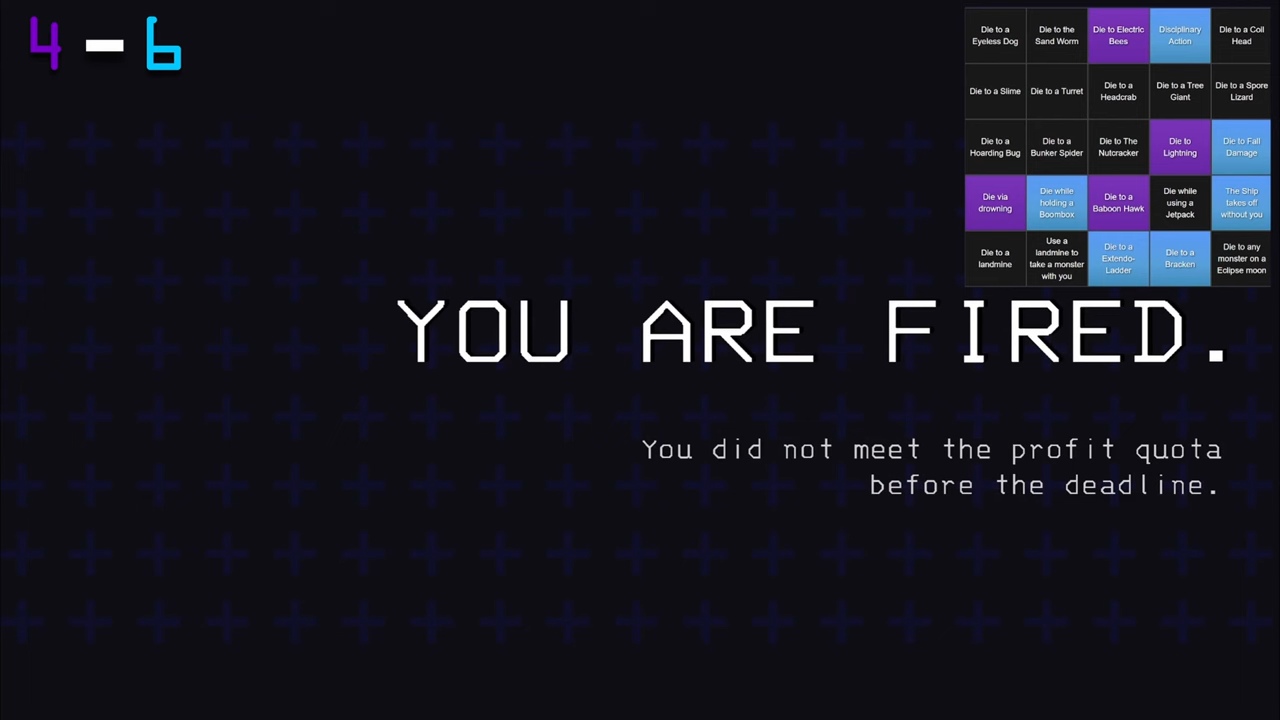 4 - 6
Die to a
Eyeless Dog
Die to the
Sand Worm
Die to Electric
Bees
Disciplinary
Action
Die to a Coil
Head
Die to a Slime
Die to a Turret
Die to a
Headcrab
Die to a Tree
Giant
Die to a Spore
Lizard
Die to a
Hoarding Bug
Die to a
Bunker Spider
Die to The
Nutcracker
Die to
Lightning
Die to Fall
Damage
Die via
drowning
Die while
holding a
Boombox
Die to a
Baboon Hawk
Die while
using a
Jetpack
The Ship
takes off
without you
Die to a
landmine
Use a
landmine to
take a monster
with you
Die to a
Extendo-
Ladder
Die to a
Bracken
Die to any
monster on a
Eclipse moon
YOU ARE FIRED.
You did not meet the profit quota
before the deadline.